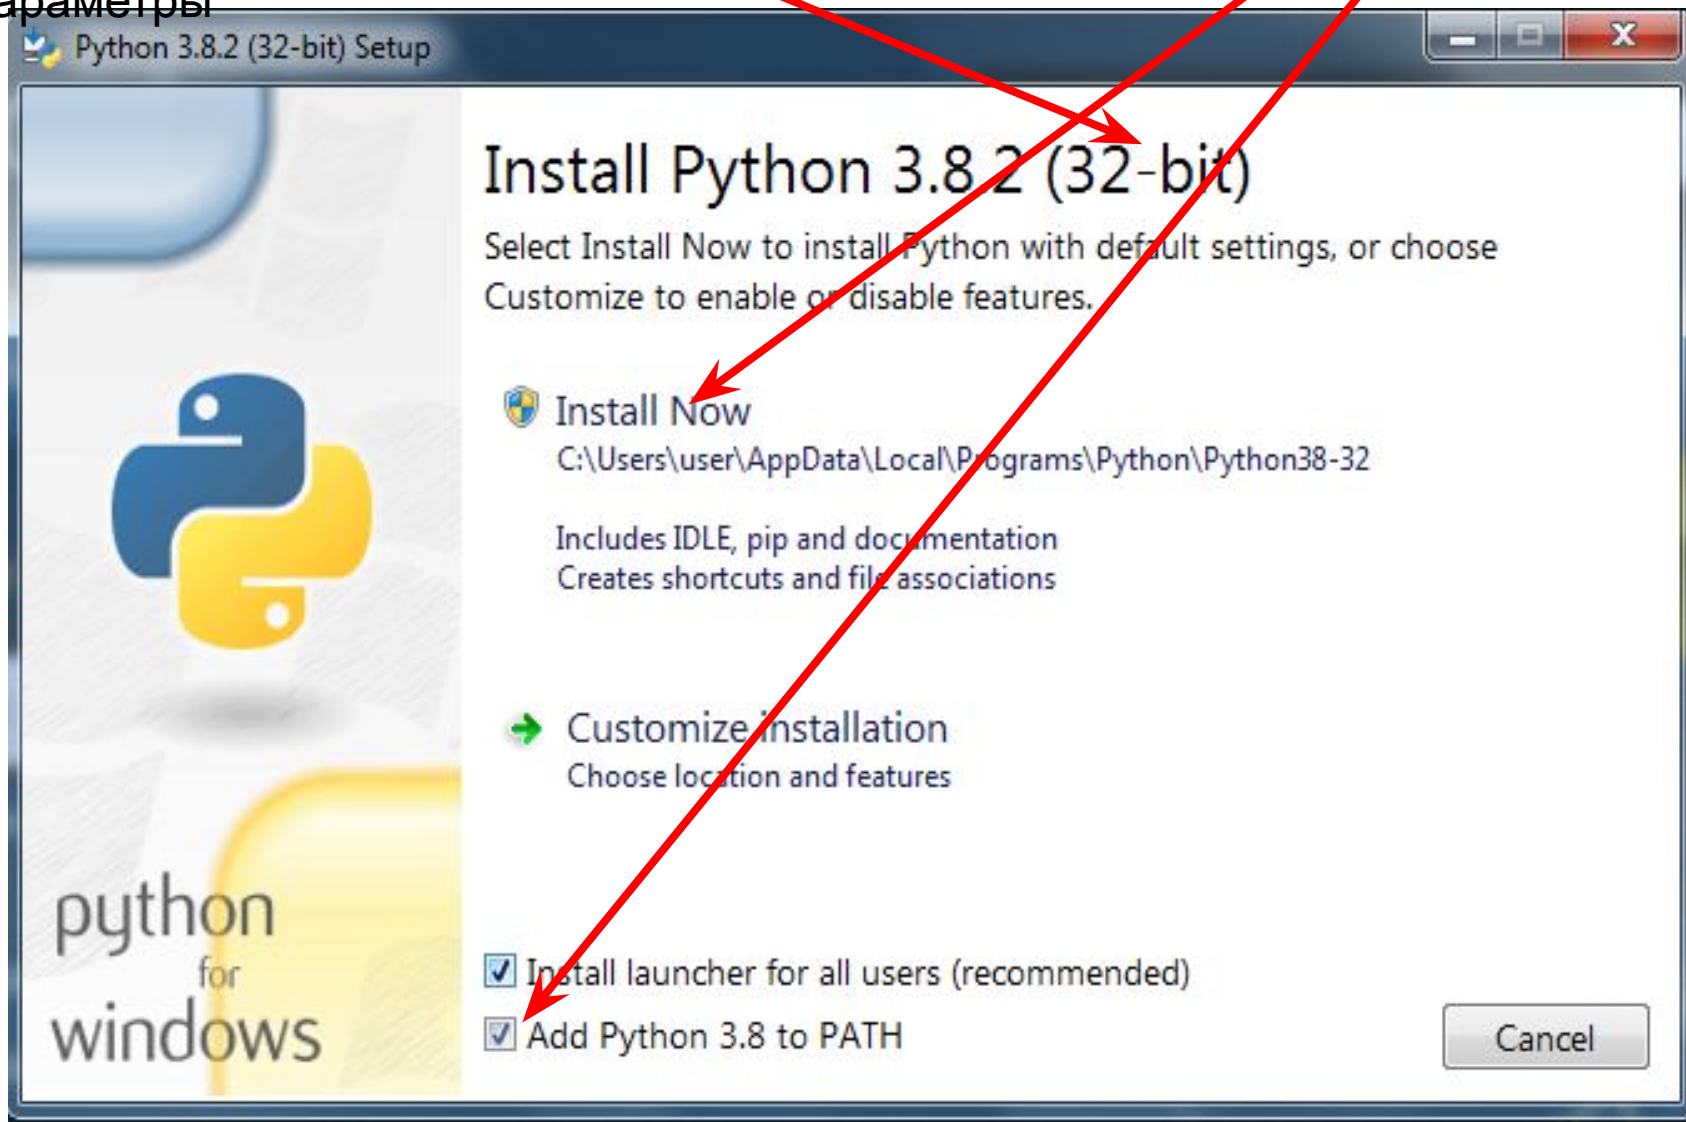 араметры
Python 3.8.2 (32-bit) Setup
Install Python 3.8.2 (32-bit)
Select Install Now to install Python with default settings, or choose
Customize to enable or disable features.
Install Now
C:\Users\user\AppData\Local\Programs\Python\Python38-32
Includes IDLE, pip and documentation
Creates shortcuts and file associations
Customize installation
Choose location and features
python
for
windows
Install launcher for all users (recommended)
Add Python 3.8 to PATH
Cancel